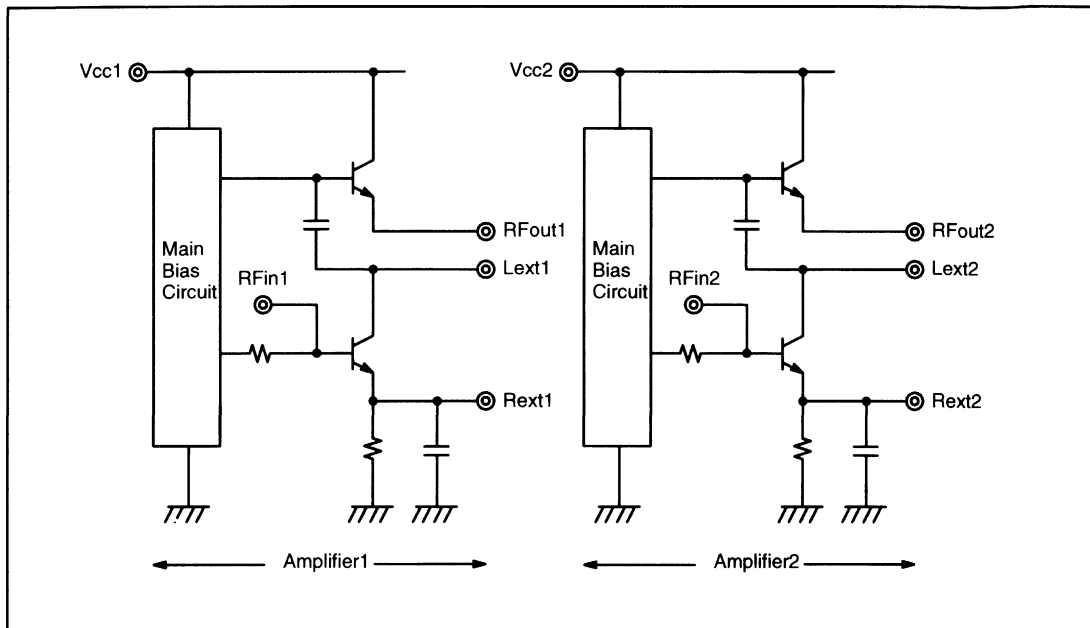 Vcc1
Main
Bias
Circuit
RFin1
RFout1
Lext1
Rext1
Amplifier1
Vcc2
Main
Bias
Circuit
RFin2
RFout2
Lext2
Rext2
Amplifier2